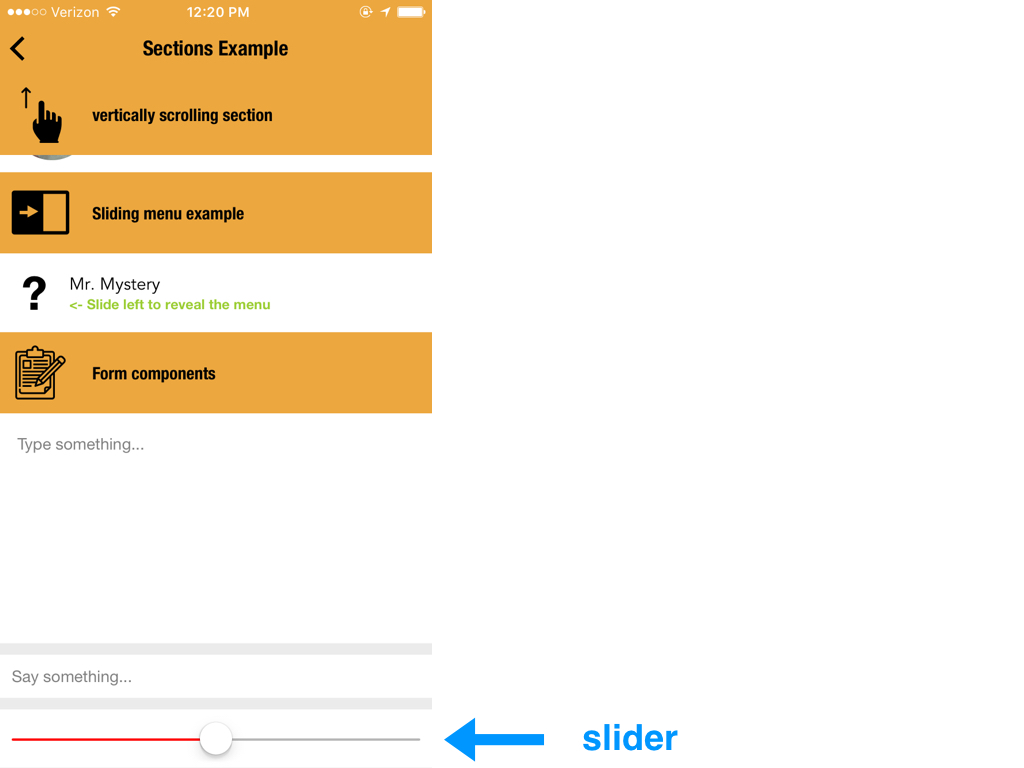 Verizon 12:20 PM
Sections Example
vertically scrolling section
Sliding menu example
Mr. Mystery
<- Slide left to reveal the menu
Form components
Type something...
Say something...
slider